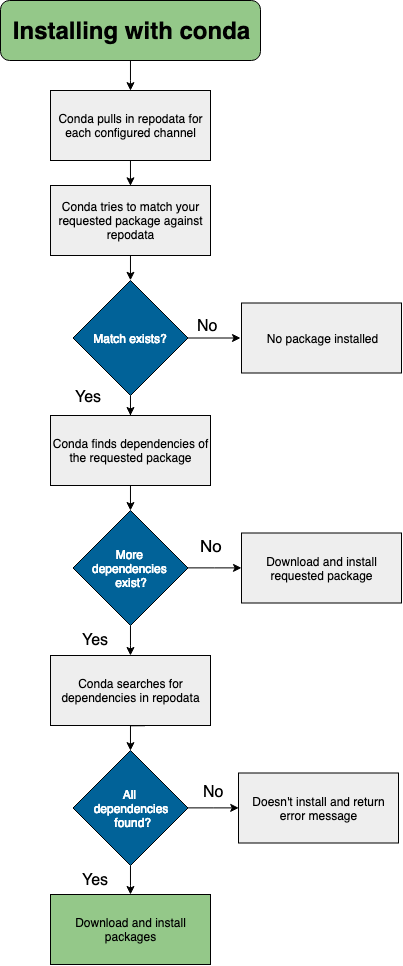 Installing with conda
Conda pulls in repodata for
each configured channel
Conda tries to match your
requested package against
repodata
Match exists?
No
No package installed
Yes
Conda finds dependencies of
the requested package
More
dependencies
exist?
No
Download and install
requested package
Yes
Conda searches for
dependencies in repodata
All
dependencies
found?
No
Doesn't install and return
error message
Yes
Download and install
packages